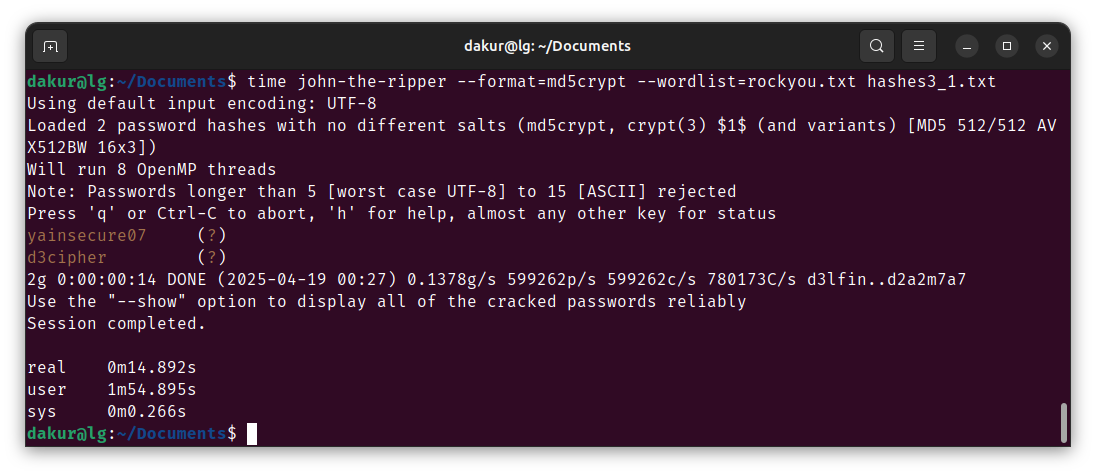 dakur@lg: ~/Documents
dakur@lg:~/Documents$ time john-the-ripper --format=md5crypt --wordlist=rockyou.txt hashes3_1.txt
Using default input encoding: UTF-8
Loaded 2 password hashes with no different salts (md5crypt, crypt(3) $1$ (and variants) [MD5 512/512 AV
X512BW 16x3])
Will run 8 OpenMP threads
Note: Passwords longer than 5 [worst case UTF-8] to 15 [ASCII] rejected
Press 'q' or Ctrl-C to abort, 'h' for help, almost any other key for status
yainsecure07     (?)
d3cipher         (?)
2g 0:00:00:14 DONE (2025-04-19 00:27) 0.1378g/s 599262p/s 599262c/s 780173C/s d3lfin..d2a2m7a7
Use the "--show" option to display all of the cracked passwords reliably
Session completed.
real    0m14.892s
user    1m54.895s
sys     0m0.266s
dakur@lg:~/Documents$